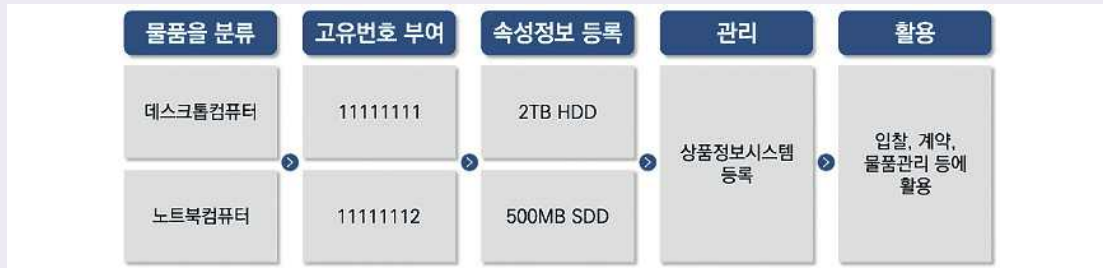 물품을 분류
고유번호 부여
속성정보 등록
관리
활용
데스크톱컴퓨터
11111111
2TB HDD
상품정보시스템
등록
입찰, 계약,
물품관리 등에
활용
노트북컴퓨터
11111112
500MB SDD